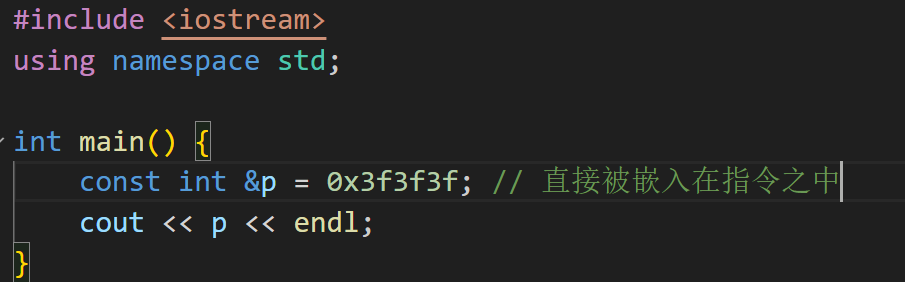 #include <iostream>
using namespace std;
int main() {
const int &p = 0x3f3f3f; // 直接被嵌入在指令之中
cout << p << endl;
}